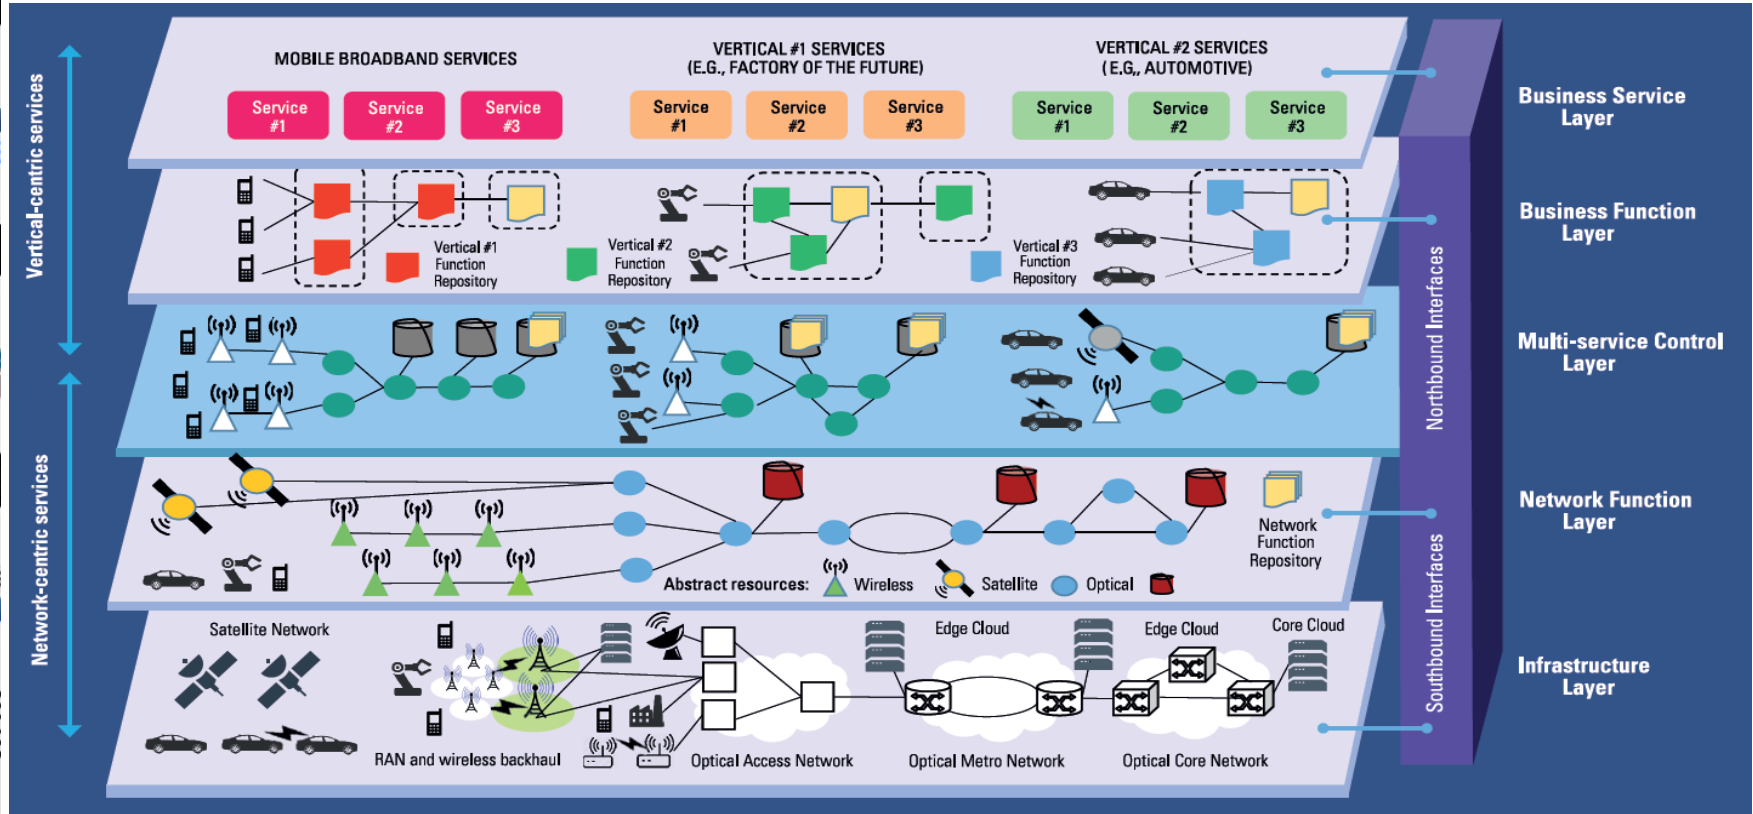 Vertical-centric services
Network-centric services
MOBILE BROADBAND SERVICES
Service
#1
Service
#2
Service
#3
VERTICAL #1 SERVICES
(E.G., FACTORY OF THE FUTURE)
Service
#1
Service
#2
Service
#3
VERTICAL #2 SERVICES
(E.G,, AUTOMOTIVE)
Service
#1
Service
#2
Service
#3
Business Service
Layer
Vertical #1
Function
Repository
Vertical #2
Function
Repository
Vertical #3
Function
Repository
Business Function
Layer
Northbound Interfaces
Multi-service Control
Layer
Network
Function
Repository
Abstract resources:
Wireless
Satellite
Optical
Network Function
Layer
Southbound Interfaces
Satellite Network
RAN and wireless backhaul
Optical Access Network
Edge Cloud
Optical Metro Network
Edge Cloud
Core Cloud
Optical Core Network
Infrastructure
Layer